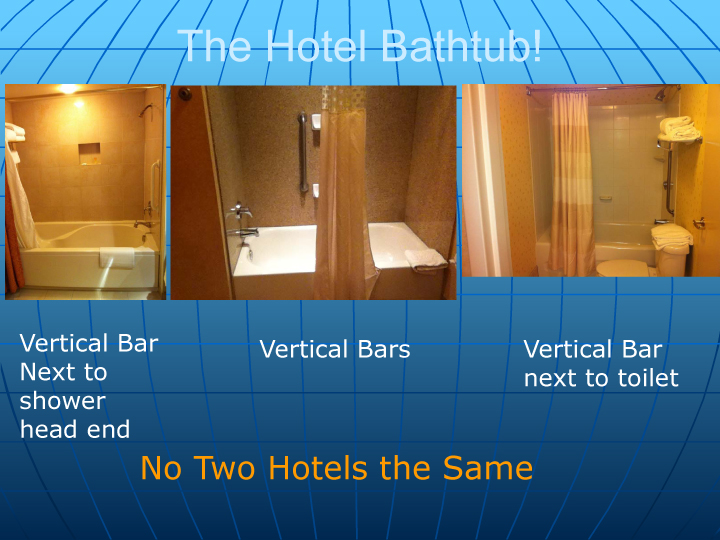 The Hotel Bathtub!
Vertical Bar
Next to
shower
head end
Vertical Bars
Vertical Bar
next to toilet
No Two Hotels the Same